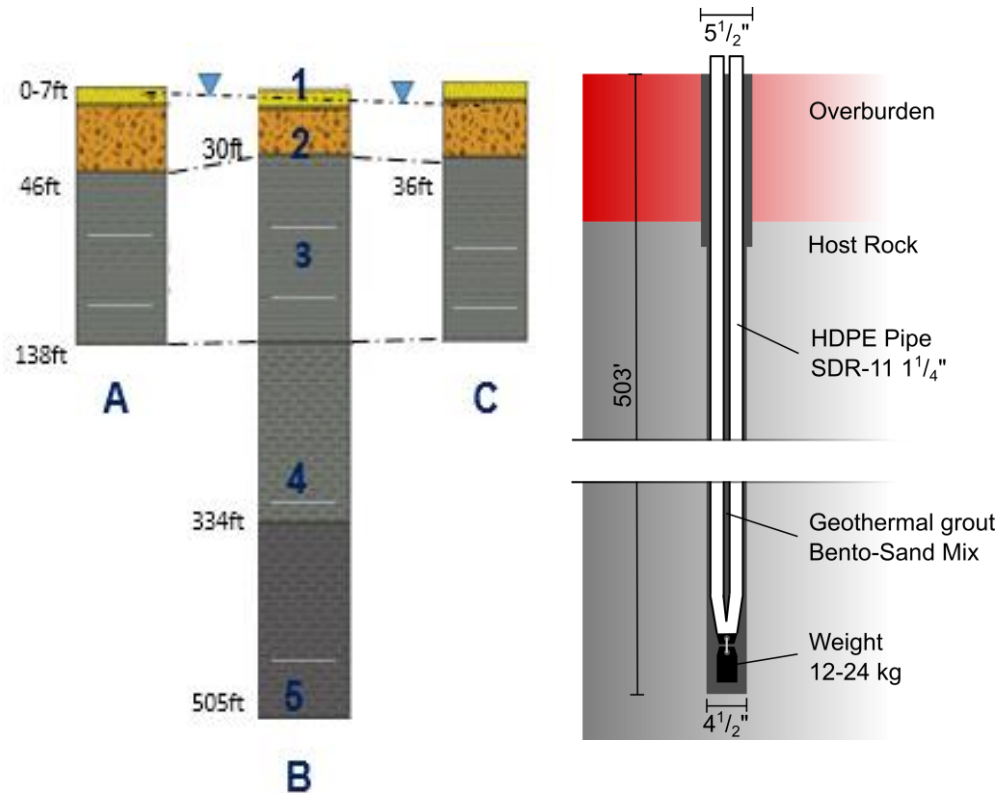 0-7ft
1
30ft
2
46ft
36ft
3
138ft
A
C
4
334ft
5
505ft
B
5 1/2"
Overburden
Host Rock
HDPE Pipe
SDR-11 1 1/4"
503'
Geothermal grout
Bento-Sand Mix
Weight
12-24 kg
4 1/2"